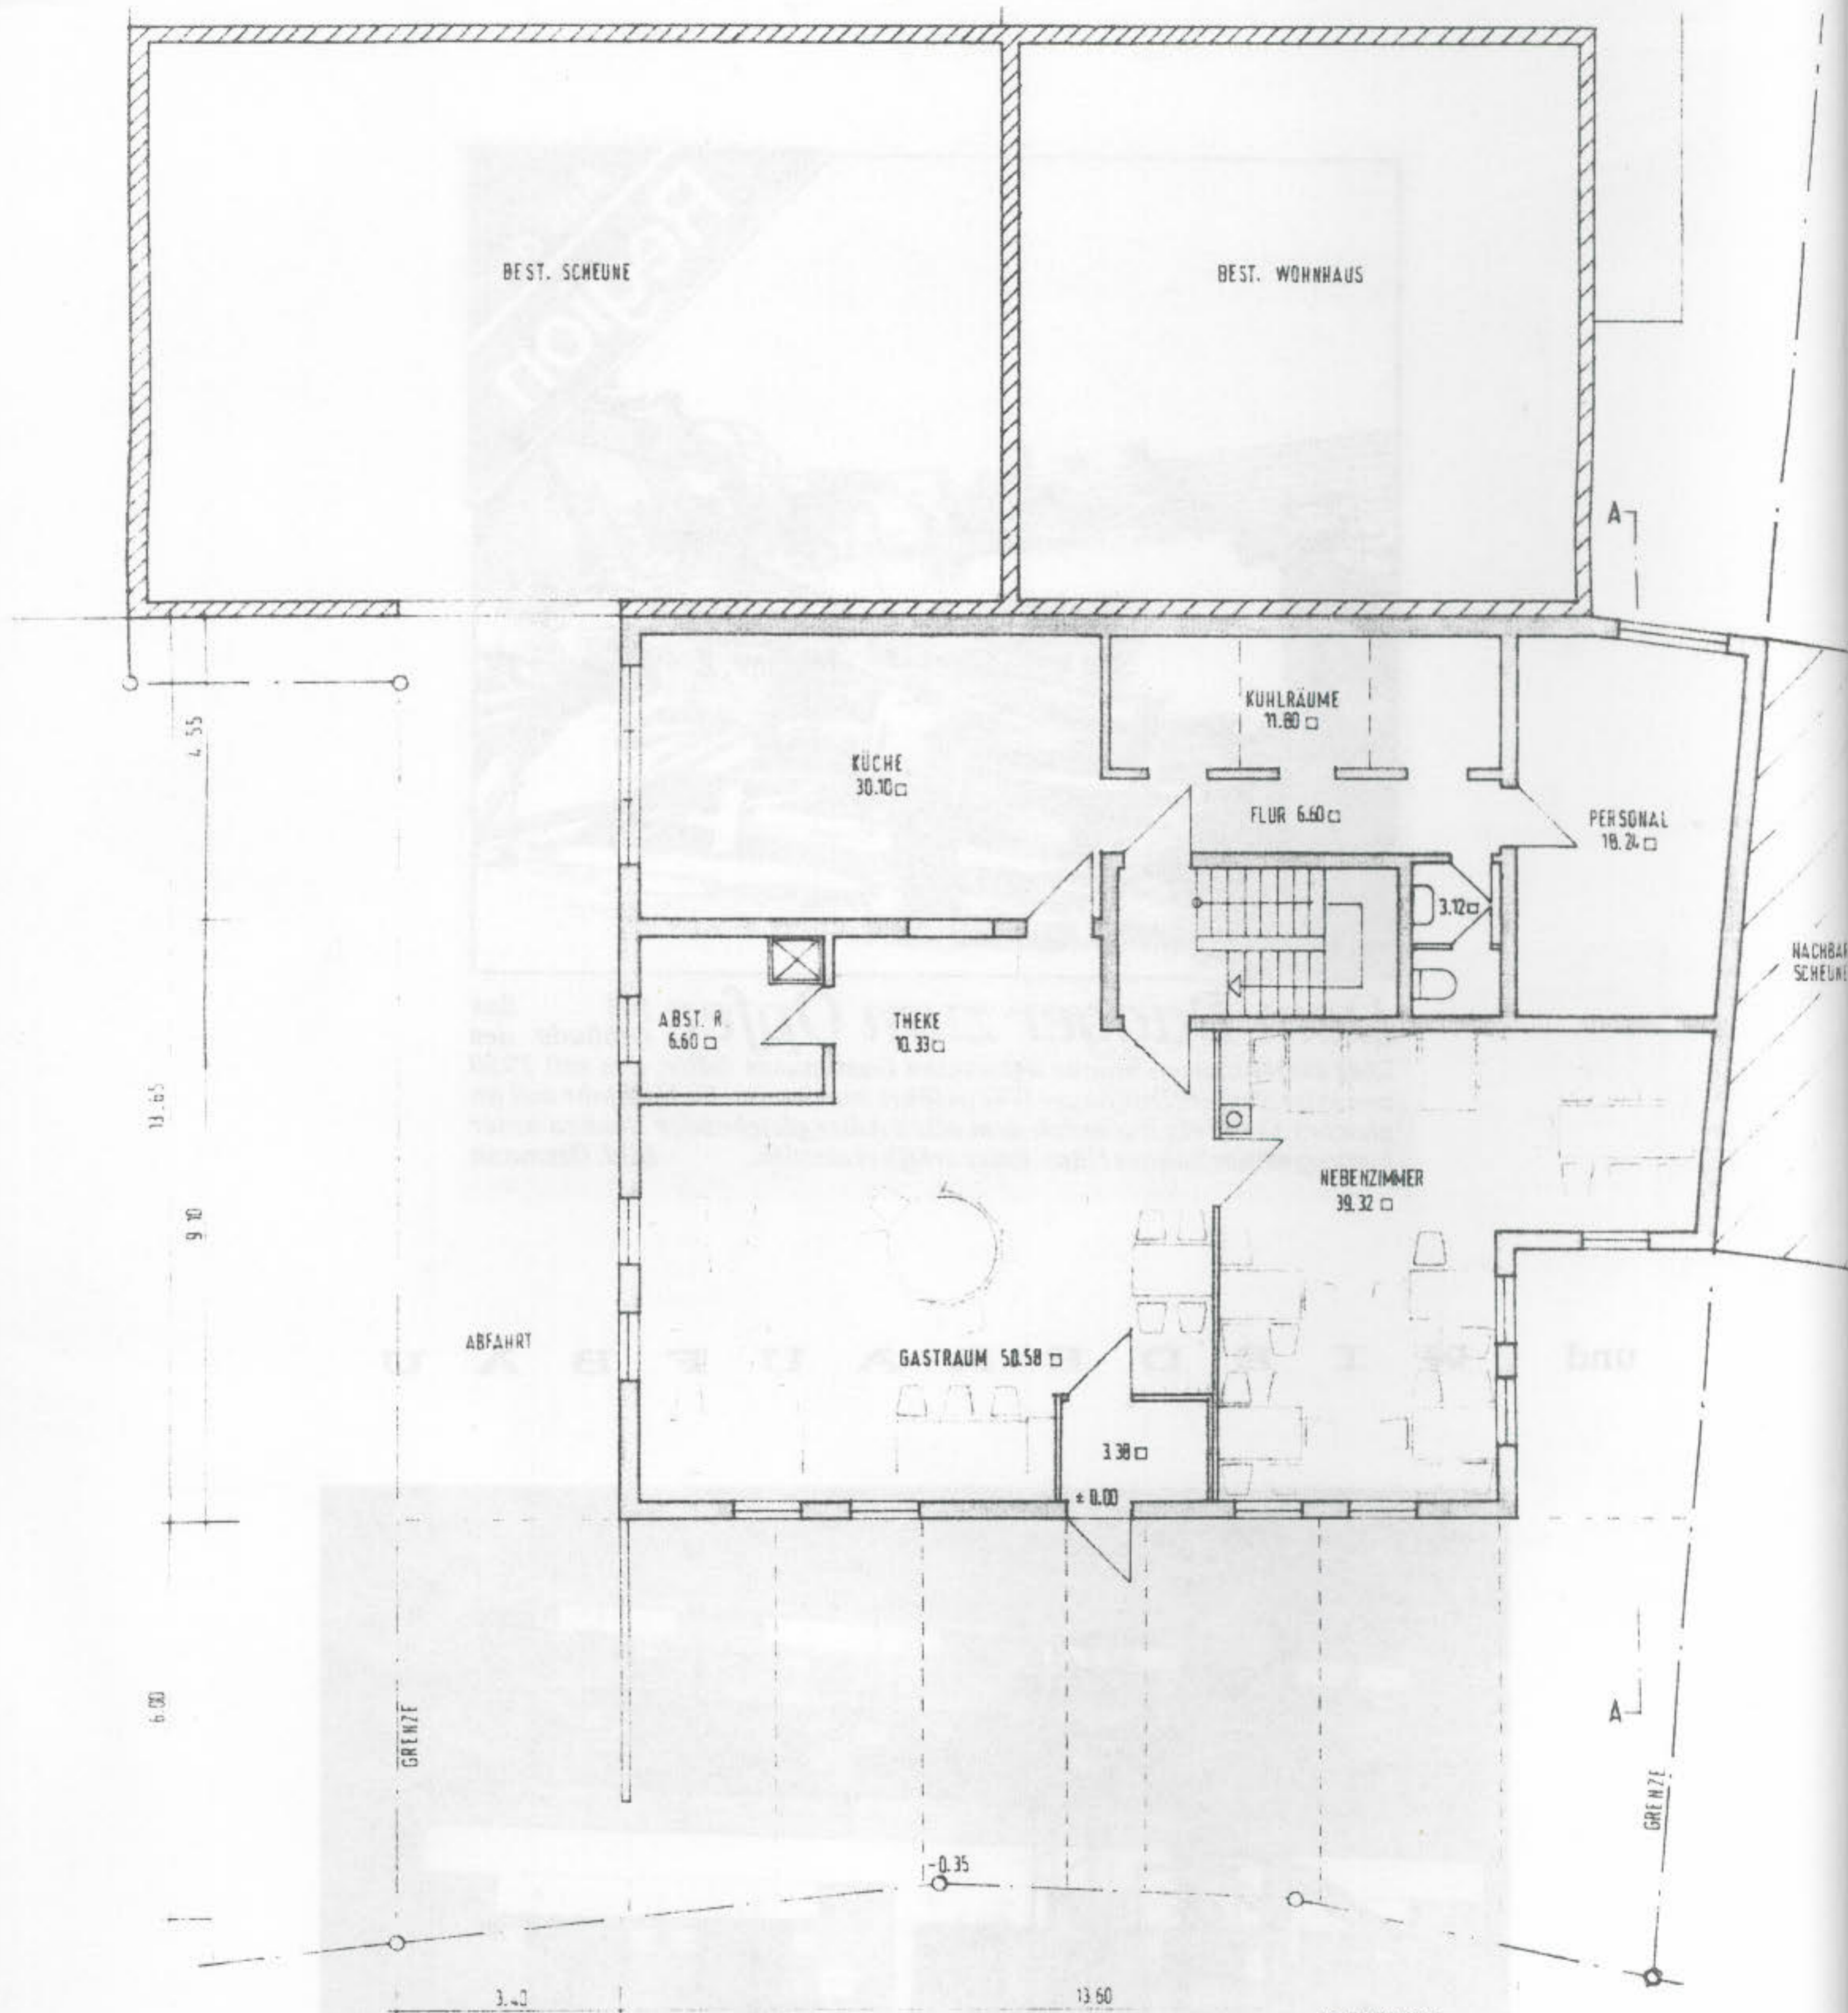 BEST. SCHEUNE
BEST. WOHNHAUS
A
KÜHLRÄUME
11.80 □
4.55
KÜCHE
30.10 □
FLUR 6.60 □
PERSONAL
18.24 □
3.12 □
NACHBAR
SCHEUNE
ABST. R.
6.60 □
THEKE
10.33 □
13.65
9.10
NEBENZIMMER
39.32 □
ABFAHRT
GASTRAUM 50.58 □
3.38 □
± 0.00
6.00
GRENZE
A
GRENZE
-0.35
3.40
13.60